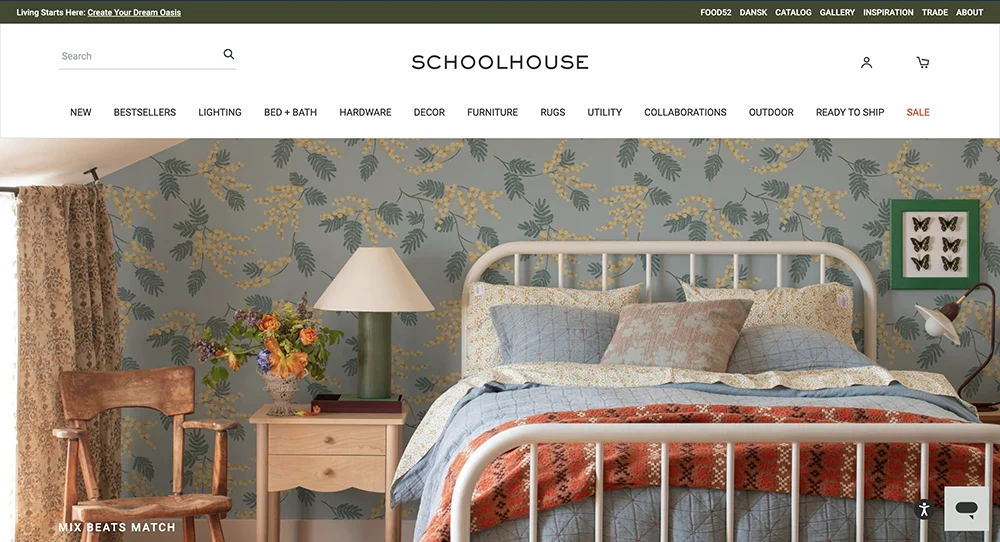 Living Starts Here: Create Your Dream Oasis
FOOD52 DANSK CATALOG GALLERY INSPIRATION TRADE ABOUT
Search
SCHOOLHOUSE
NEW BESTSELLERS LIGHTING BED + BATH HARDWARE DECOR FURNITURE RUGS UTILITY COLLABORATIONS OUTDOOR READY TO SHIP SALE
MIX BEATS MATCH